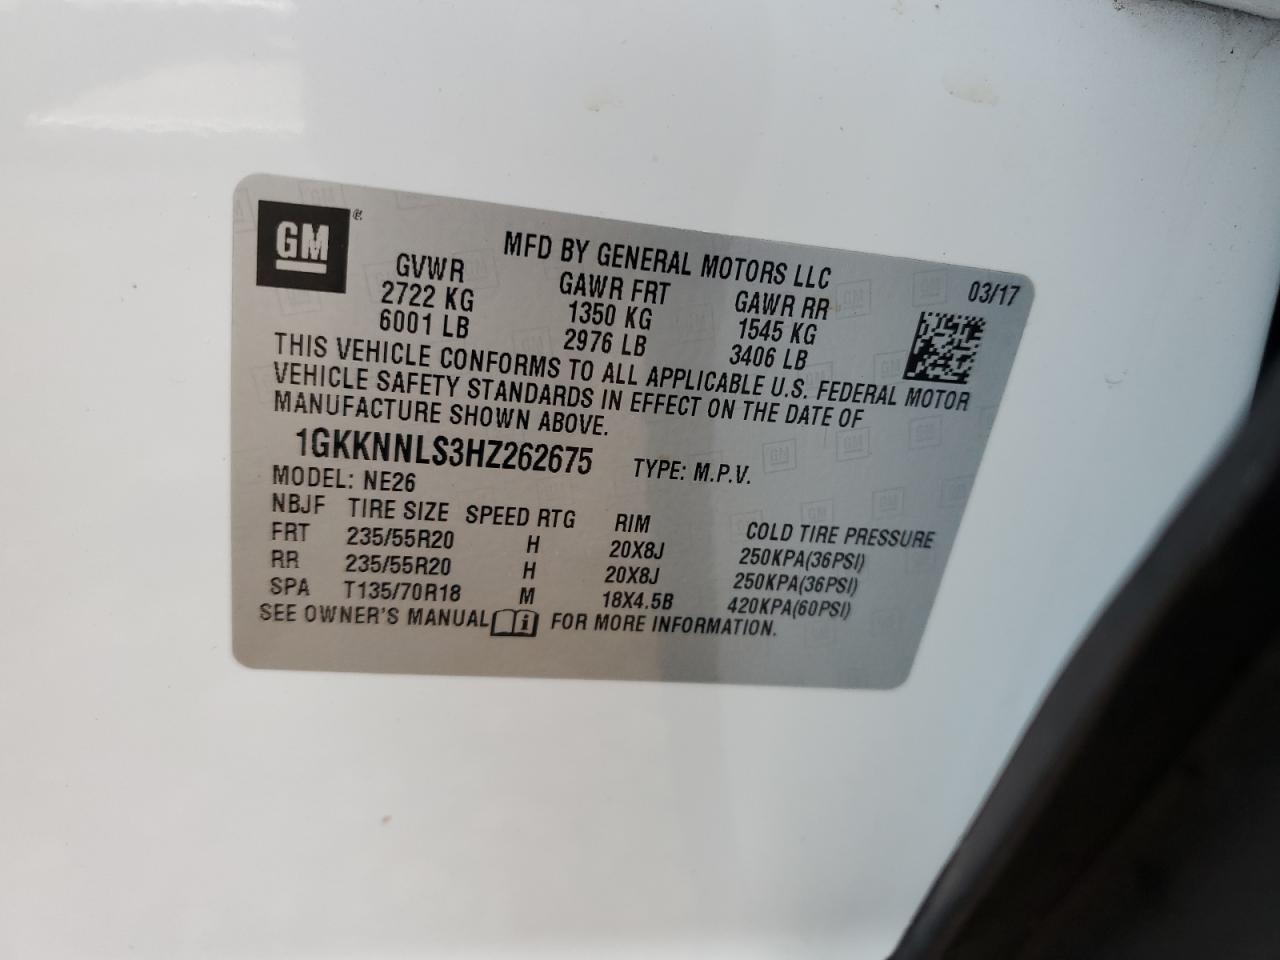 GM
MFD BY GENERAL MOTORS LLC
03/17
GVWR GAWR FRT GAWR RR
2722 KG 1350 KG 1545 KG
6001 LB 2976 LB 3406 LB
THIS VEHICLE CONFORMS TO ALL APPLICABLE U.S. FEDERAL MOTOR
VEHICLE SAFETY STANDARDS IN EFFECT ON THE DATE OF
MANUFACTURE SHOWN ABOVE.
1GKKNNLS3HZ262675 TYPE: M.P.V.
MODEL: NE26
NBJF TIRE SIZE SPEED RTG RIM COLD TIRE PRESSURE
FRT 235/55R20 H 20X8J 250KPA(36PSI)
RR 235/55R20 H 20X8J 250KPA(36PSI)
SPA T135/70R18 M 18X4.5B 420KPA(60PSI)
SEE OWNER'S MANUAL i FOR MORE INFORMATION.